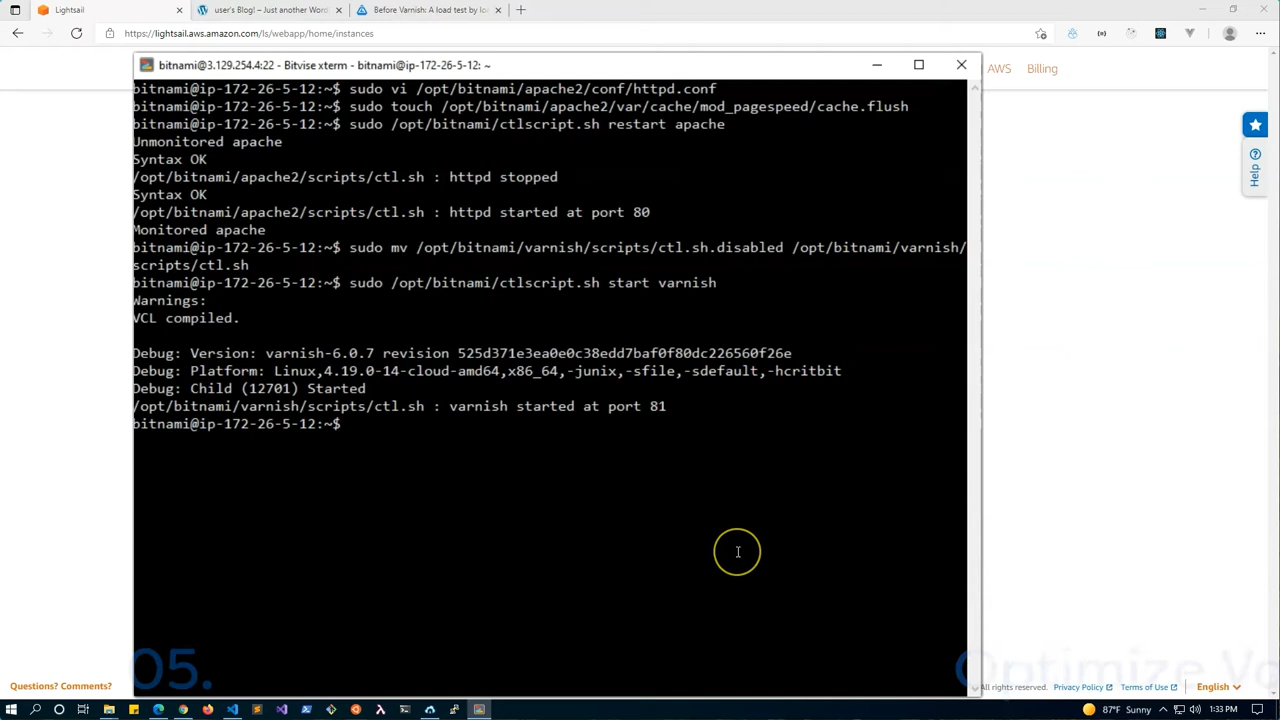 Lightsail
user's Blog! – Just another Word
Before Varnish: A load test by lo
https://lightsail.aws.amazon.com/ls/webapp/home/instances
bitnami@3.129.254.4:22 - Bitvise xterm - bitnami@ip-172-26-5-12: ~
AWS
Billing
bitnami@ip-172-26-5-12:~$ sudo vi /opt/bitnami/apache2/conf/httpd.conf
bitnami@ip-172-26-5-12:~$ sudo touch /opt/bitnami/apache2/var/cache/mod_pagespeed/cache.flush
bitnami@ip-172-26-5-12:~$ sudo /opt/bitnami/ctlscript.sh restart apache
Unmonitored apache
Syntax OK
/opt/bitnami/apache2/scripts/ctl.sh : httpd stopped
Syntax OK
/opt/bitnami/apache2/scripts/ctl.sh : httpd started at port 80
Monitored apache
bitnami@ip-172-26-5-12:~$ sudo mv /opt/bitnami/varnish/scripts/ctl.sh.disabled /opt/bitnami/varnish/
scripts/ctl.sh
bitnami@ip-172-26-5-12:~$ sudo /opt/bitnami/ctlscript.sh start varnish
Warnings:
VCL compiled.
Debug: Version: varnish-6.0.7 revision 525d371e3ea0e0c38edd7baf0f80dc226560f26e
Debug: Platform: Linux,4.19.0-14-cloud-amd64,x86_64,-junix,-sfile,-sdefault,-hcritbit
Debug: Child (12701) Started
/opt/bitnami/varnish/scripts/ctl.sh : varnish started at port 81
bitnami@ip-172-26-5-12:~$
Help
05.
Optimize
Questions? Comments?
All rights reserved.
Privacy Policy
Terms of Use
English
87°F Sunny
1:33 PM